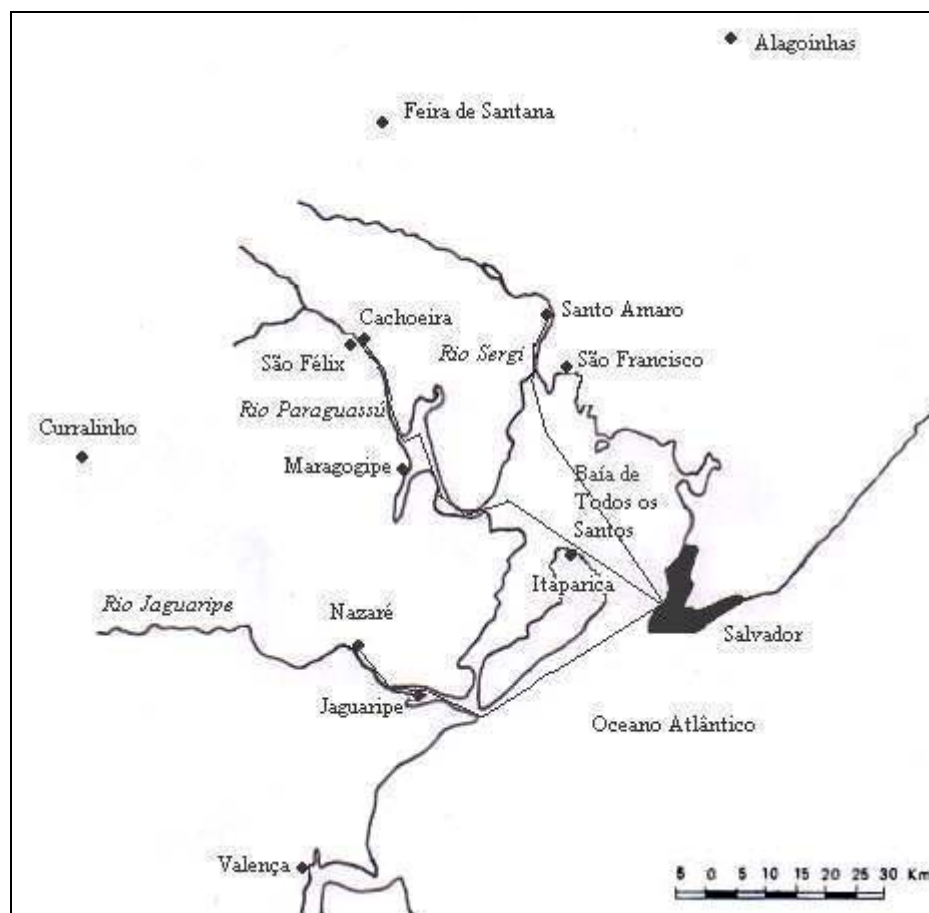 Alagoinhas
Feira de Santana
Santo Amaro
Cachoeira
Rio Sergi
São Francisco
São Félix
Rio Paraguassú
Curralinho
Maragogipe
Baía de
Todos os
Santos
Itaparica
Rio Jaguaripe
Nazaré
Salvador
Jaguaripe
Oceano Atlântico
Valença
5 0 5 10 15 20 25 30 Km